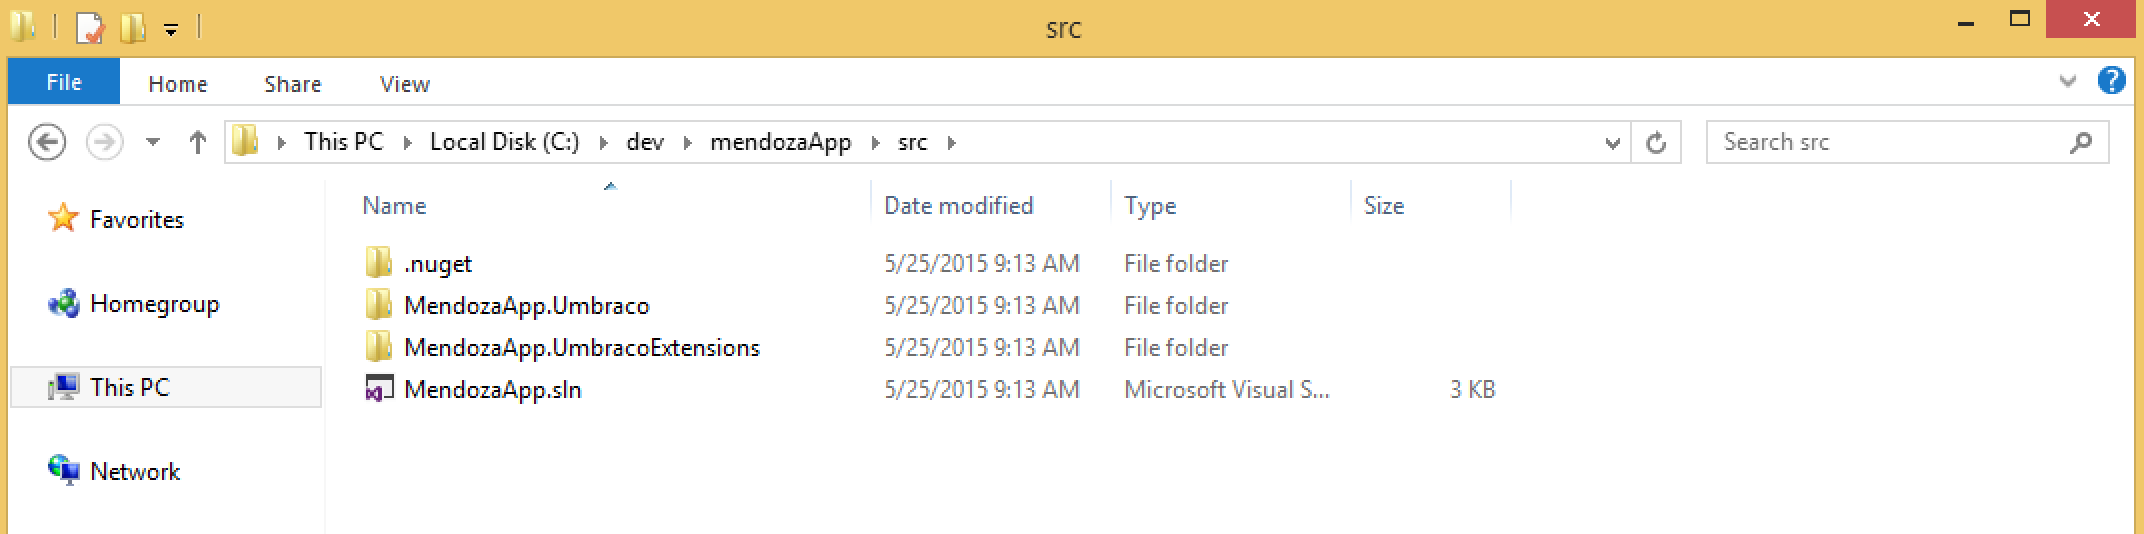 src
File Home Share View
This PC Local Disk (C:) dev mendozaApp src Search src
Name Date modified Type Size
Favorites
.nuget 5/25/2015 9:13 AM File folder
Homegroup MendozaApp.Umbraco 5/25/2015 9:13 AM File folder
MendozaApp.UmbracoExtensions 5/25/2015 9:13 AM File folder
This PC MendozaApp.sln 5/25/2015 9:13 AM Microsoft Visual S... 3 KB
Network